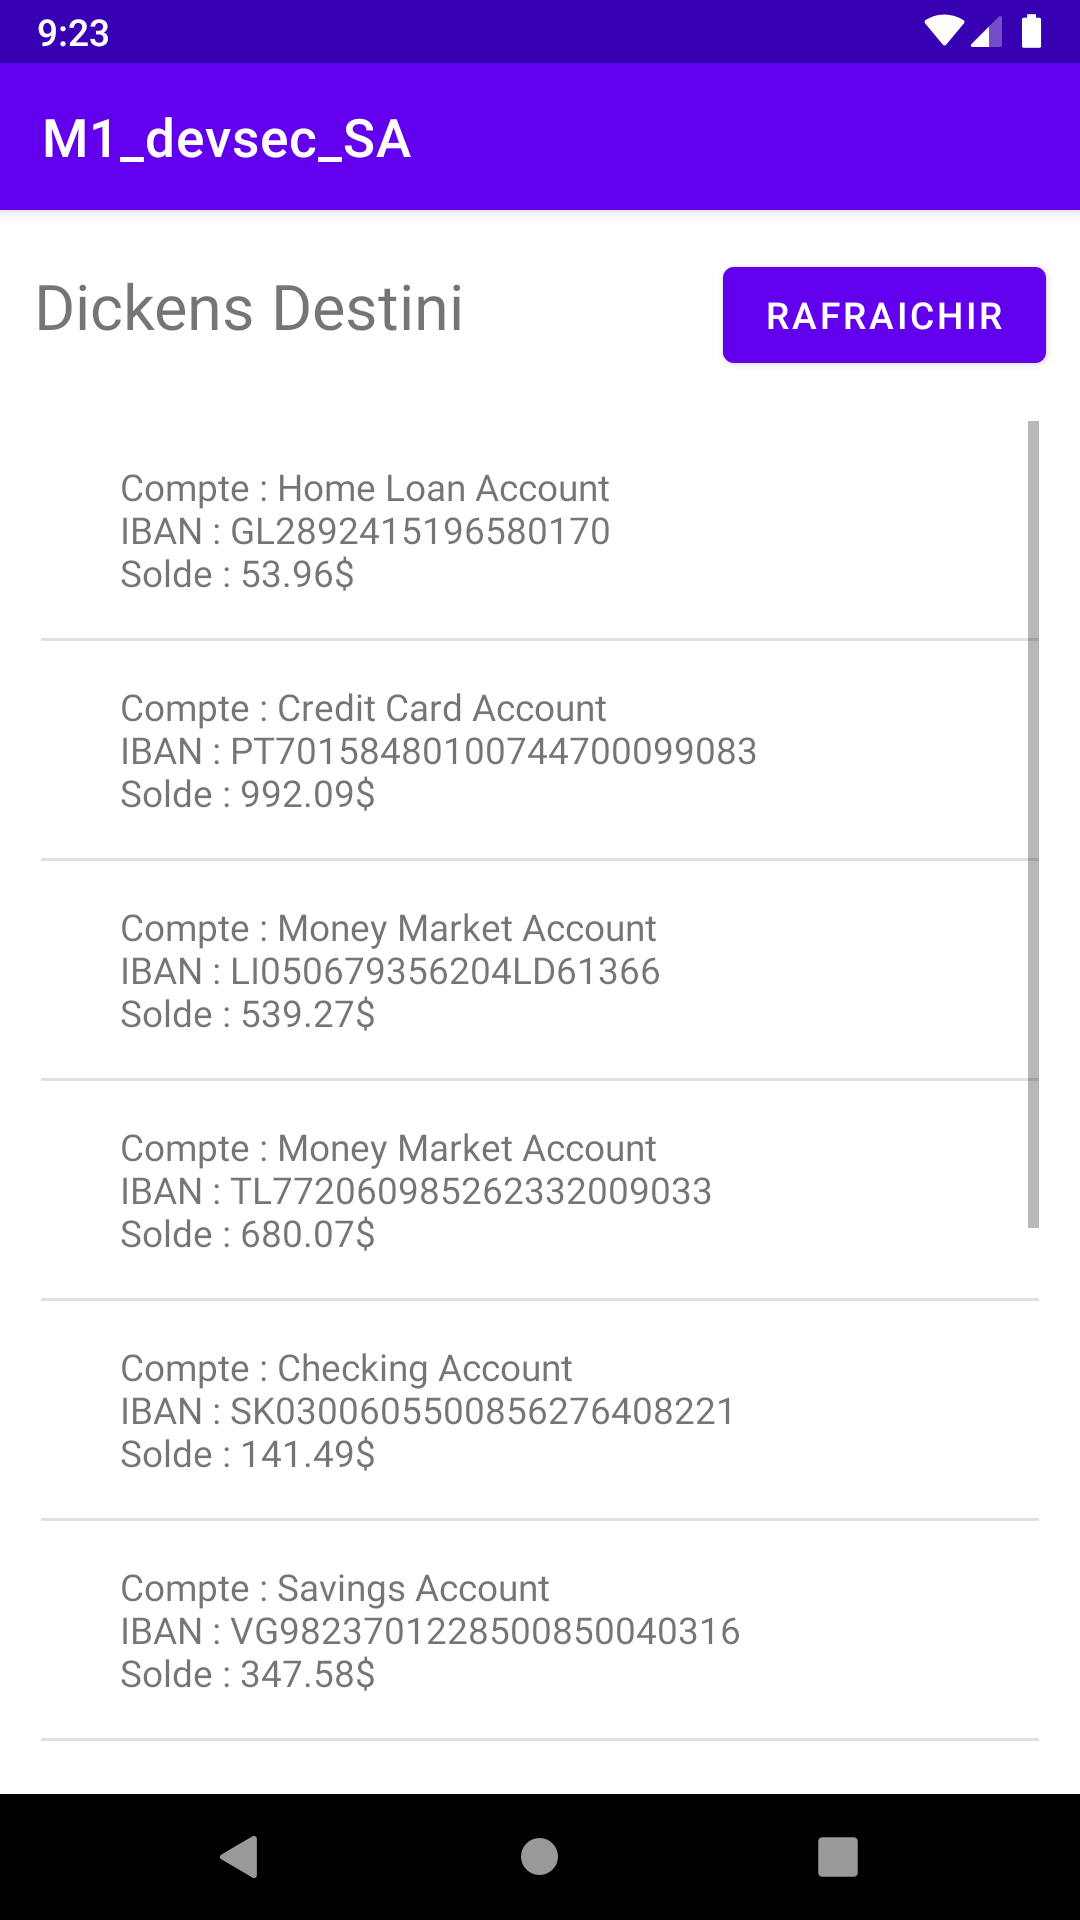 9:23
M1_devsec_SA
Dickens Destini
RAFRAICHIR
Compte : Home Loan Account
IBAN : GL2892415196580170
Solde : 53.96$
Compte : Credit Card Account
IBAN : PT70158480100744700099083
Solde : 992.09$
Compte : Money Market Account
IBAN : LI050679356204LD61366
Solde : 539.27$
Compte : Money Market Account
IBAN : TL772060985262332009033
Solde : 680.07$
Compte : Checking Account
IBAN : SK0300605500856276408221
Solde : 141.49$
Compte : Savings Account
IBAN : VG9823701228500850040316
Solde : 347.58$